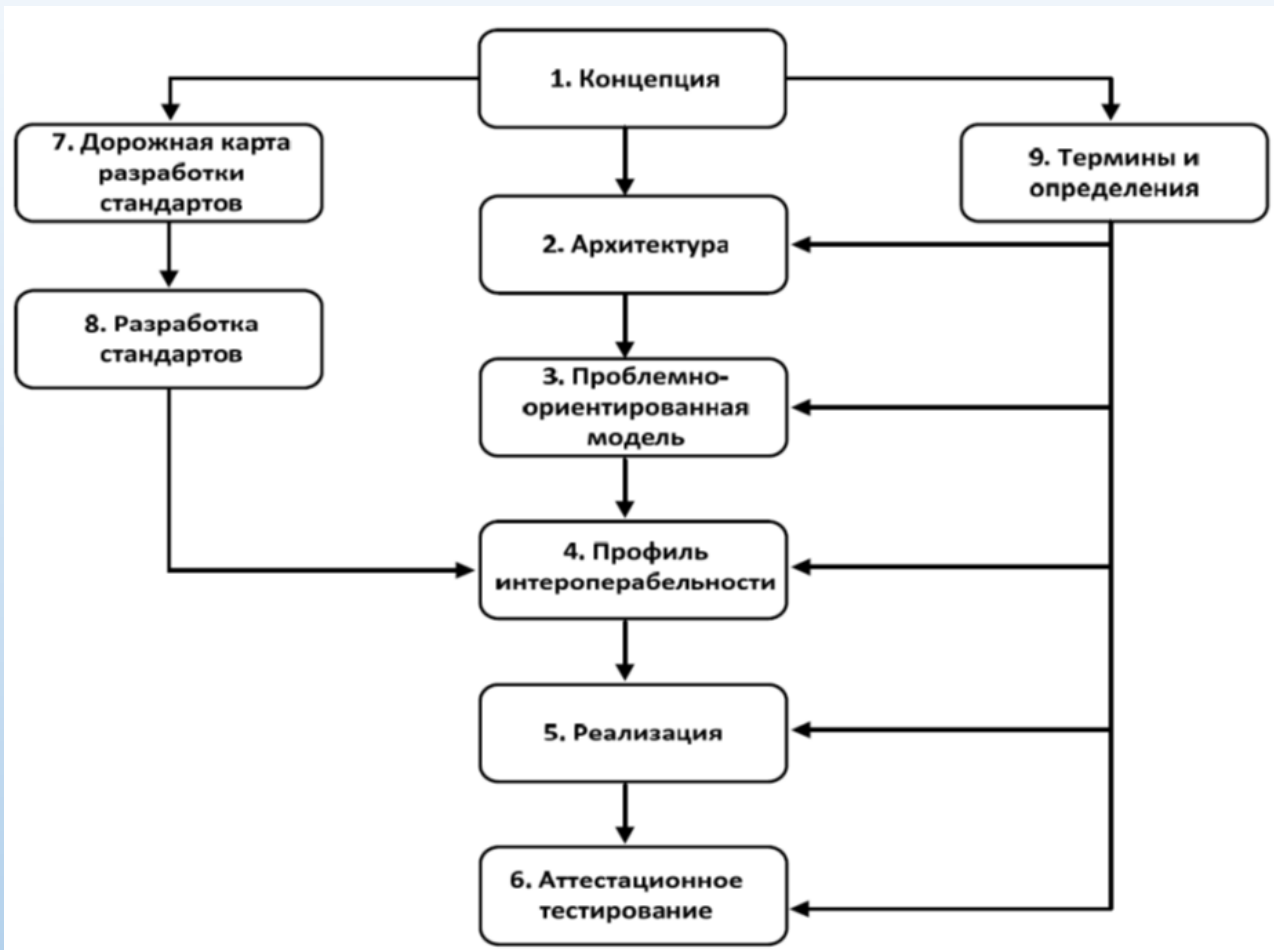 1. Концепция
7. Дорожная карта
разработки
стандартов
9. Термины и
определения
2. Архитектура
8. Разработка
стандартов
3. Проблемно-
ориентированная
модель
4. Профиль
интероперабельности
5. Реализация
6. Аттестационное
тестирование